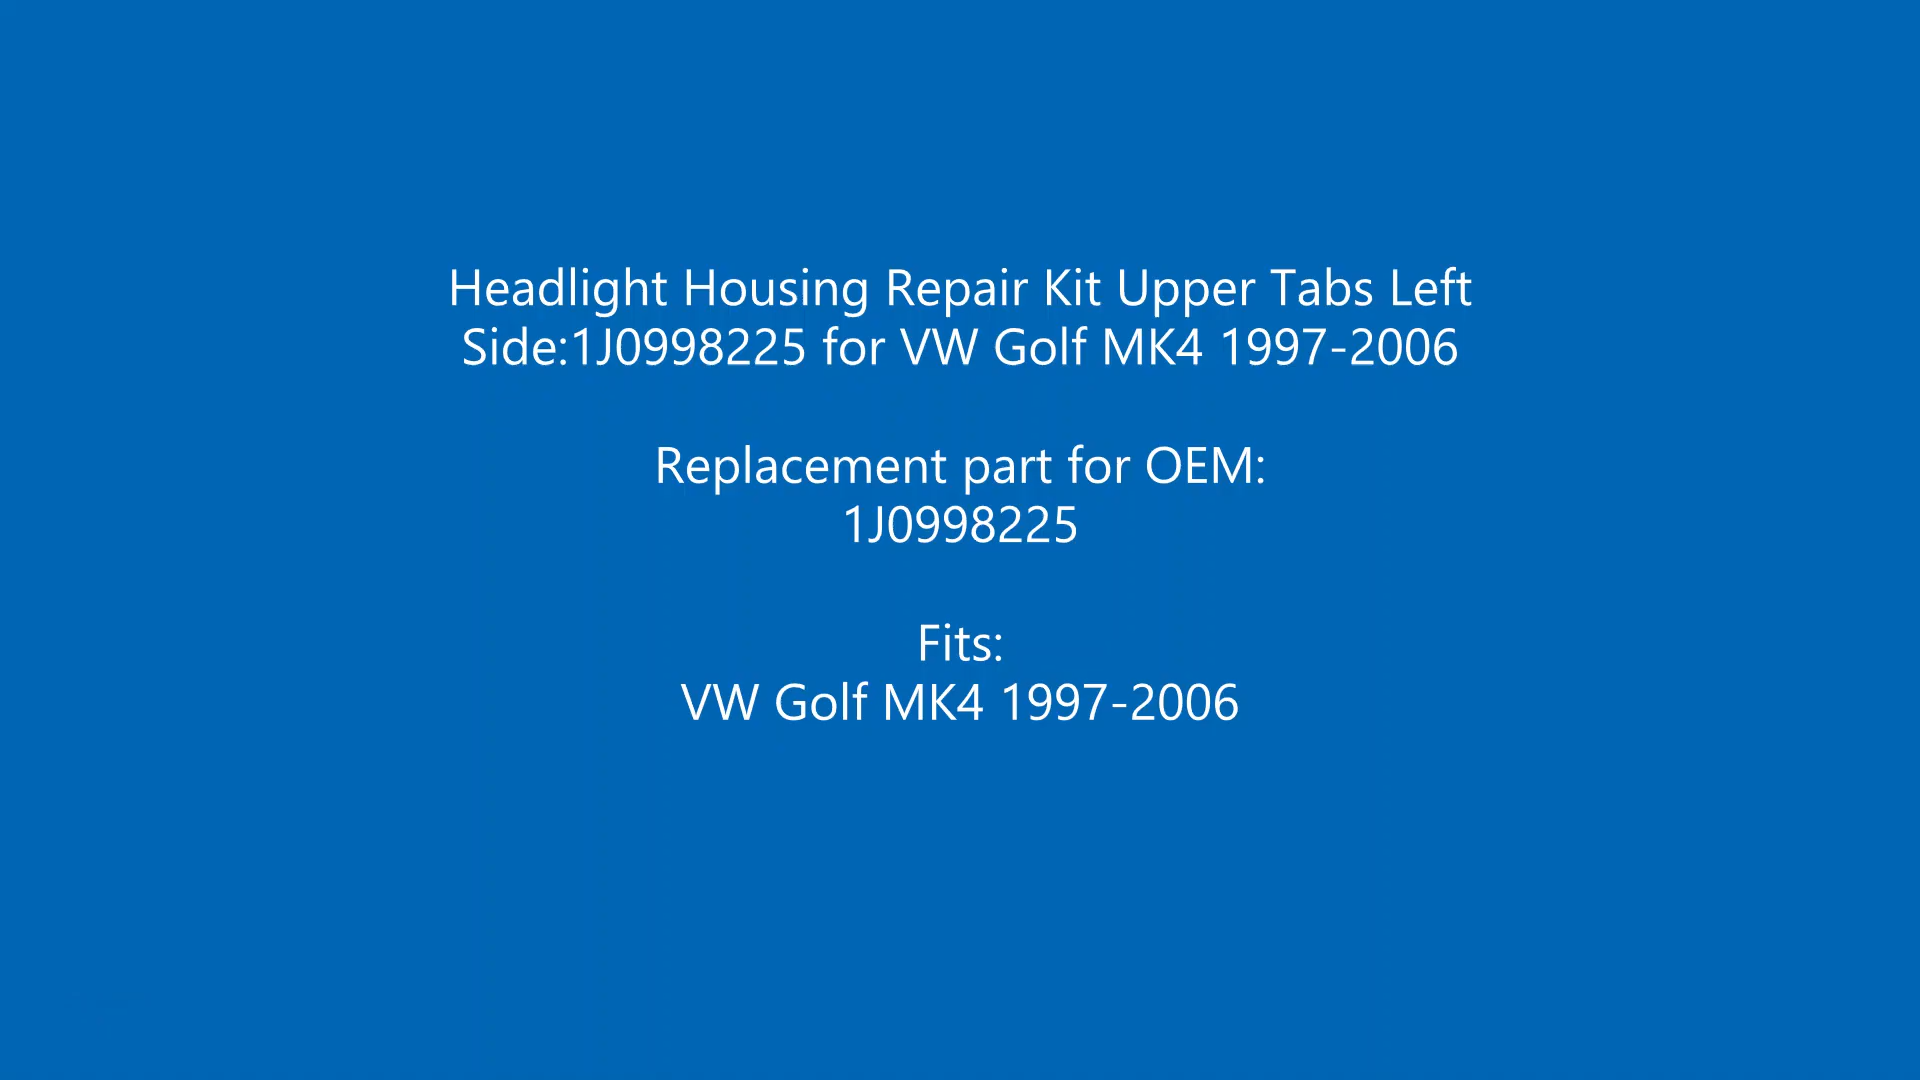 Headlight Housing Repair Kit Upper Tabs Left
Side:1J0998225 for VW Golf MK4 1997-2006
Replacement part for OEM:
1J0998225
Fits:
VW Golf MK4 1997-2006